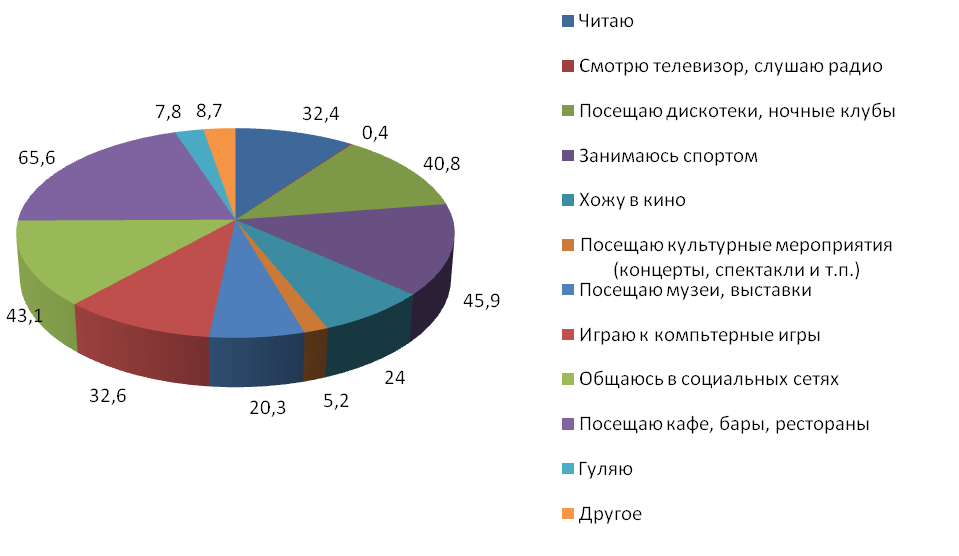 7,8
8,7
32,4
0,4
65,6
40,8
43,1
45,9
32,6
20,3
5,2
24
Читаю
Смотрю телевизор, слушаю радио
Посещаю дискотеки, ночные клубы
Занимаюсь спортом
Хожу в кино
Посещаю культурные мероприятия
(концерты, спектакли и т.п.)
Посещаю музеи, выставки
Играю к компьтерные игры
Общаюсь в социальных сетях
Посещаю кафе, бары, рестораны
Гуляю
Другое